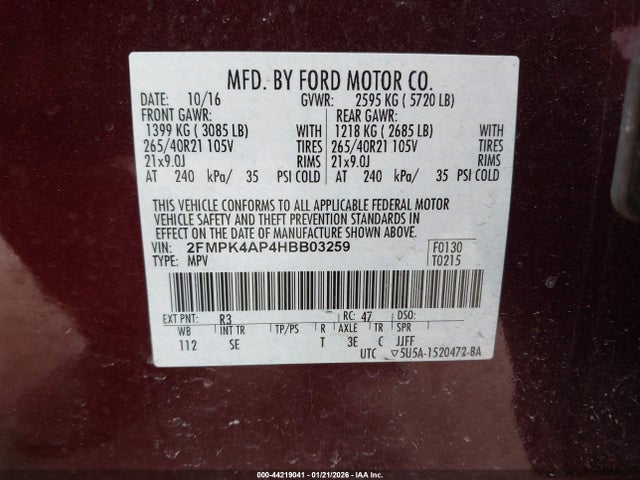 MFD. BY FORD MOTOR CO.
DATE: 10/16 GVWR: 2595 KG ( 5720 LB)
FRONT GAWR: REAR GAWR:
1399 KG ( 3085 LB) WITH 1218 KG ( 2685 LB) WITH
265/40R21 105V TIRES 265/40R21 105V TIRES
21x9.0J RIMS 21x9.0J RIMS
AT 240 kPa/ 35 PSI COLD AT 240 kPa/ 35 PSI COLD
THIS VEHICLE CONFORMS TO ALL APPLICABLE FEDERAL MOTOR
VEHICLE SAFETY AND THEFT PREVENTION STANDARDS IN
EFFECT ON THE DATE OF MANUFACTURE SHOWN ABOVE.
VIN: 2FMPK4AP4HBB03259 F0130
TYPE: MPV T0215
EXT PNT: R3 RC: 47 DSO:
WB INT TR TP/PS R AXLE TR SPR
112 SE T 3E C JJFF
UTC ▽5U5A-1520472-BA
000-44219041 - 01/21/2026 - IAA Inc.